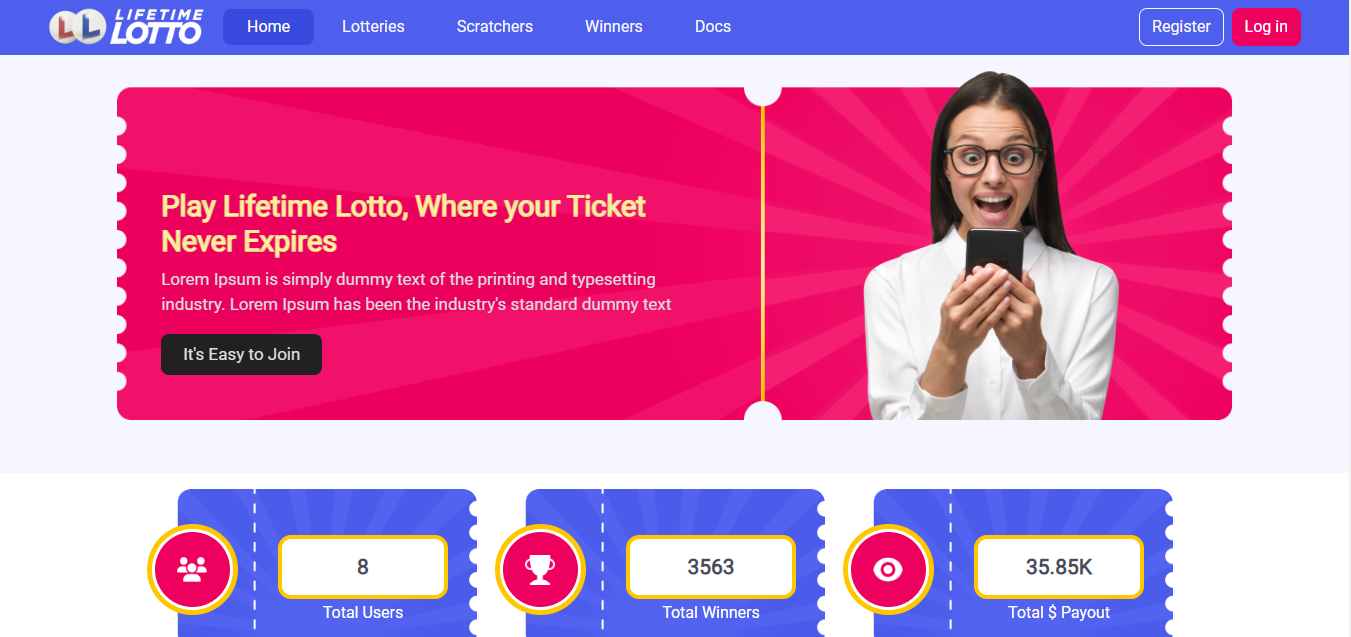 LL LIFETIME
LOTTO
Home Lotteries Scratchers Winners Docs Register Log in
Play Lifetime Lotto, Where your Ticket
Never Expires
Lorem Ipsum is simply dummy text of the printing and typesetting
industry. Lorem Ipsum has been the industry's standard dummy text
It's Easy to Join
8 3563 35.85K
Total Users Total Winners Total $ Payout